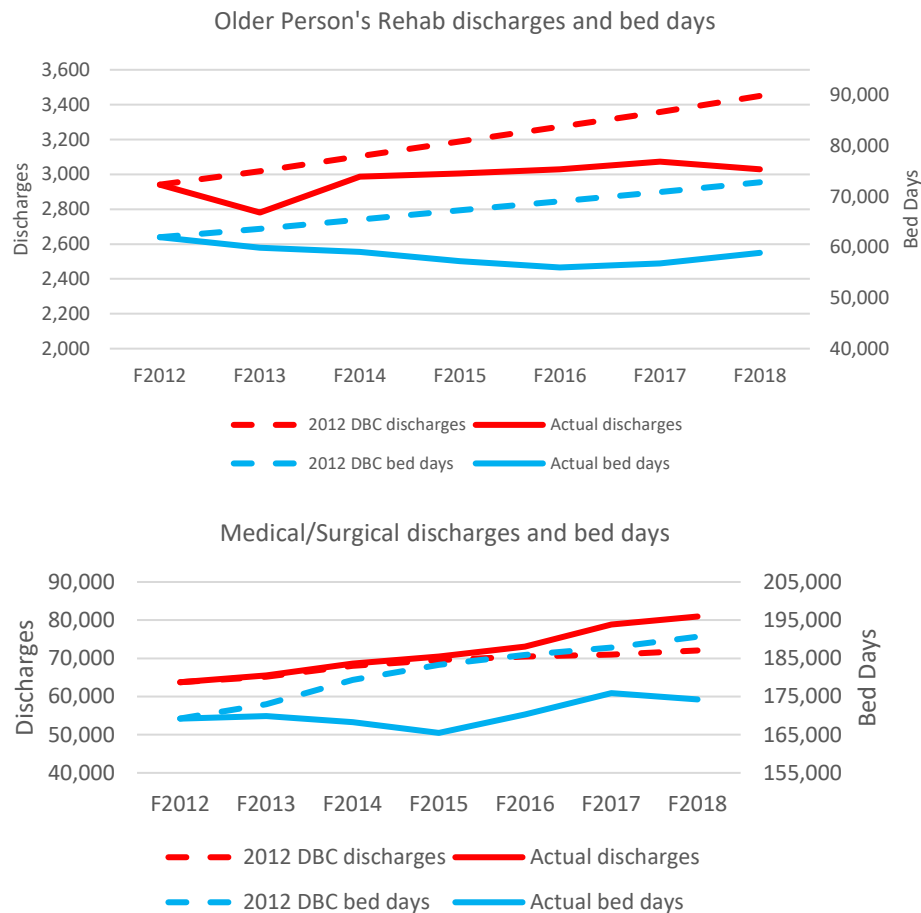 Older Person's Rehab discharges and bed days
3,600
3,400
3,200
3,000
2,800
2,600
2,400
2,200
2,000
Discharges
90,000
80,000
70,000
60,000
50,000
40,000
Bed Days
F2012 F2013 F2014 F2015 F2016 F2017 F2018
2012 DBC discharges Actual discharges
2012 DBC bed days Actual bed days
Medical/Surgical discharges and bed days
90,000
80,000
70,000
60,000
50,000
40,000
Discharges
205,000
195,000
185,000
175,000
165,000
155,000
Bed Days
F2012 F2013 F2014 F2015 F2016 F2017 F2018
2012 DBC discharges Actual discharges
2012 DBC bed days Actual bed days